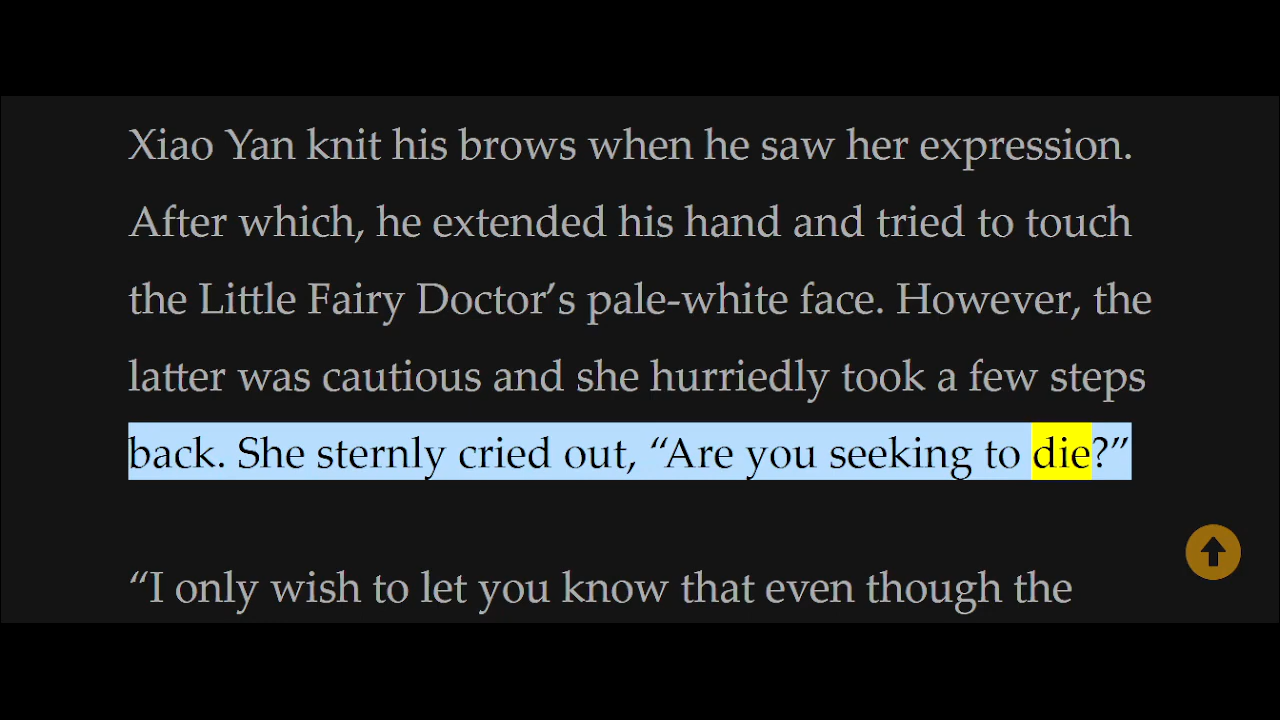 Xiao Yan knit his brows when he saw her expression.
After which, he extended his hand and tried to touch
the Little Fairy Doctor’s pale-white face. However, the
latter was cautious and she hurriedly took a few steps
back. She sternly cried out, “Are you seeking to die?”
“I only wish to let you know that even though the